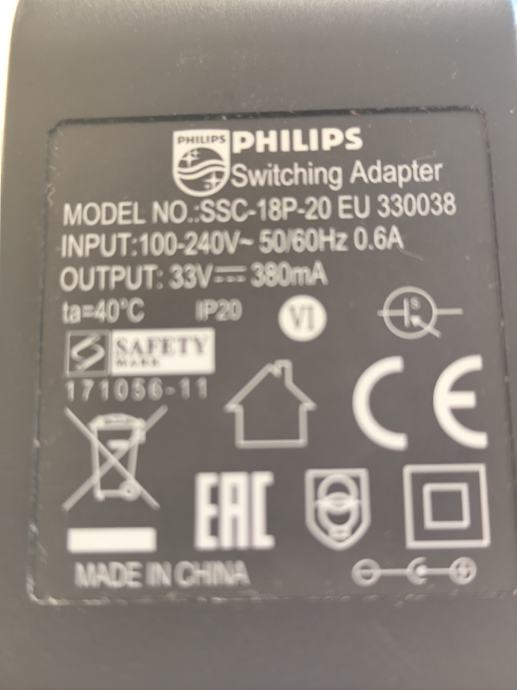 PHILIPS PHILIPS
Switching Adapter
MODEL NO.:SSC-18P-20 EU 330038
INPUT:100-240V~ 50/60Hz 0.6A
OUTPUT: 33V⎓ 380mA
ta=40°C IP20 VI S
S SAFETY
MARK
171056-11
CE
EAC
MADE IN CHINA